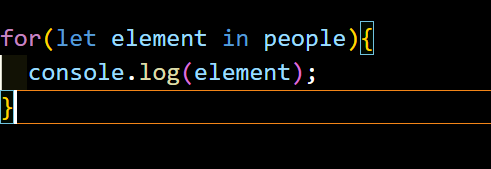 for(let element in people){
  console.log(element);
}